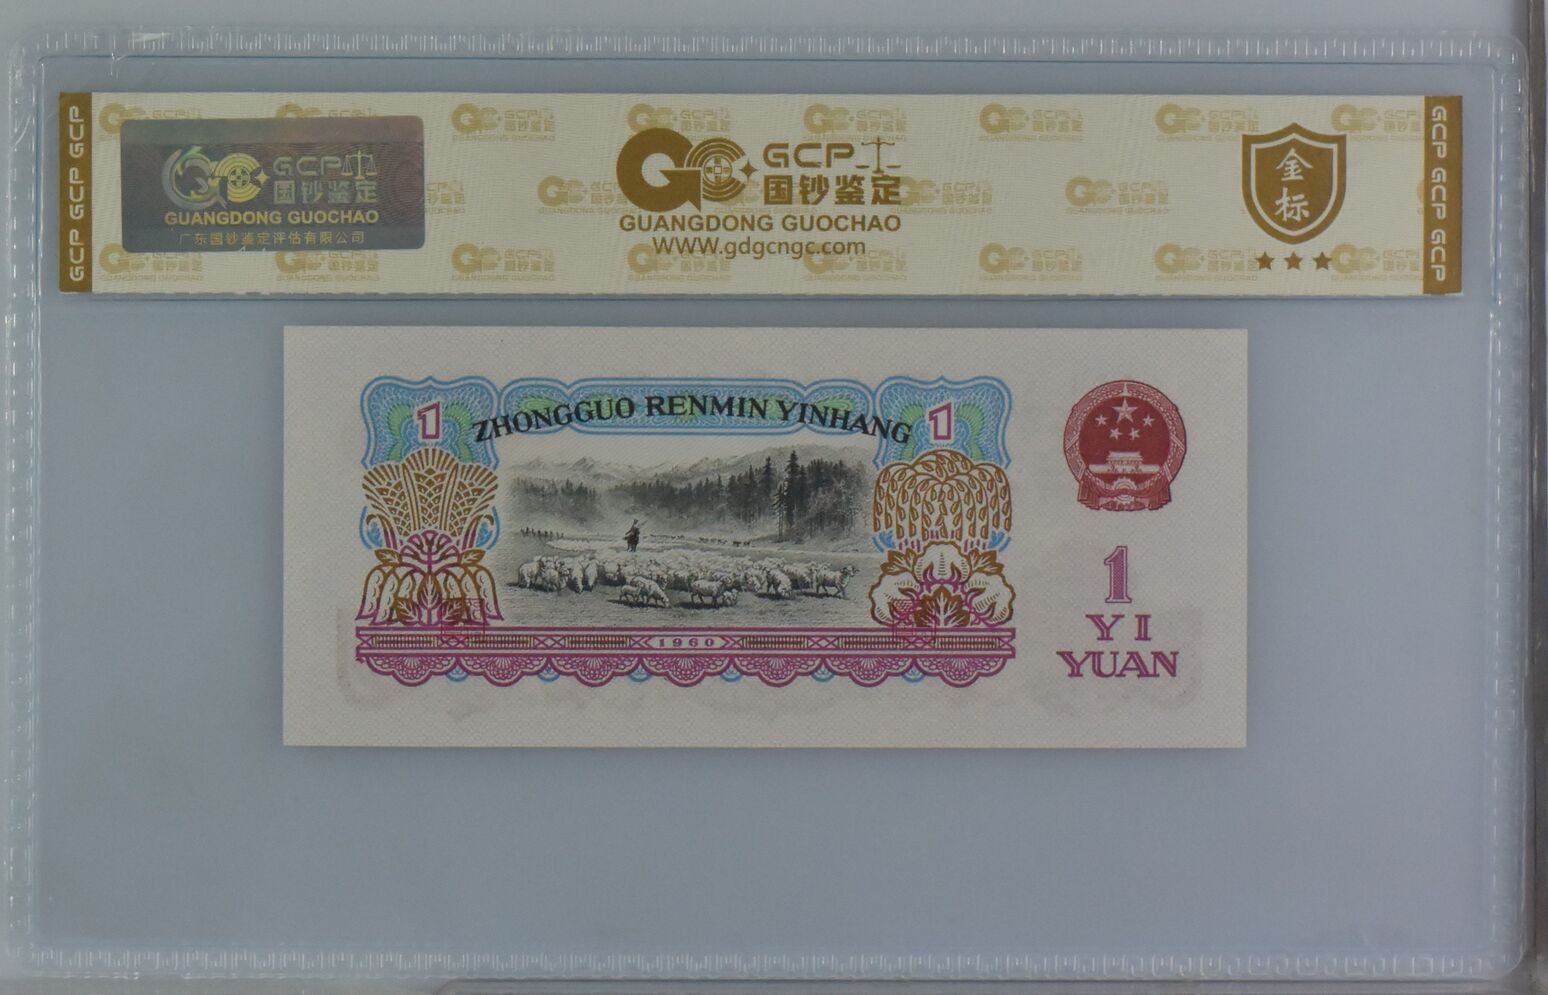 GCP GCP GCP
GCP
国钞鉴定
GUANGDONG GUOCHAO
广东国钞鉴定评估有限公司
GCP
国钞鉴定
GUANGDONG GUOCHAO
WWW.gdgcngc.com
金
标
GCP GCP GCP
1
ZHONGGUO RENMIN YINHANG
1
1960
1
YI
YUAN